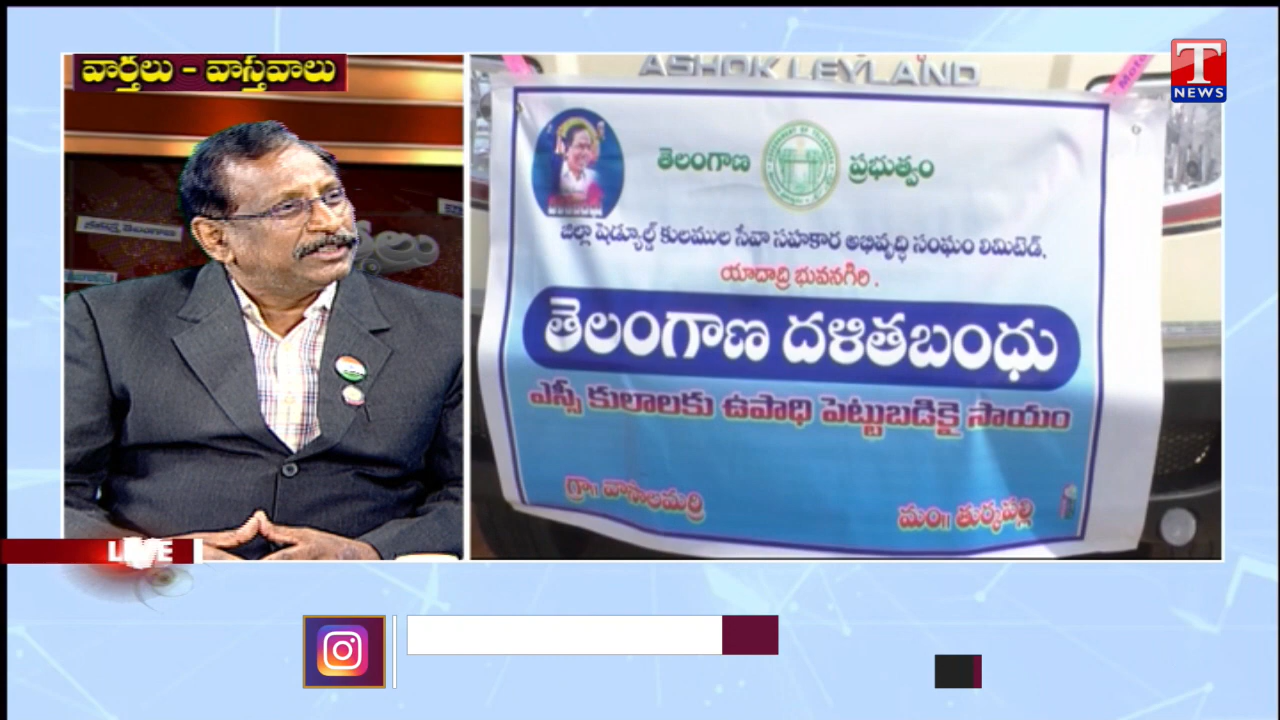 వార్తలు - వాస్తవాలు
T
NEWS
ASHOK LEYLAND
తెలంగాణ ప్రభుత్వం
జిల్లా షెడ్యూల్డ్ కులముల సేవా సహకార అభివృద్ధి సంఘం లిమిటెడ్,
యాదాద్రి భువనగిరి .
తెలంగాణ దళితబంధు
ఎస్సీ కులాలకు ఉపాధి పెట్టుబడికై సాయం
గ్రా॥ వాసాలమర్రి
మం॥ తుర్కపల్లి
LIVE